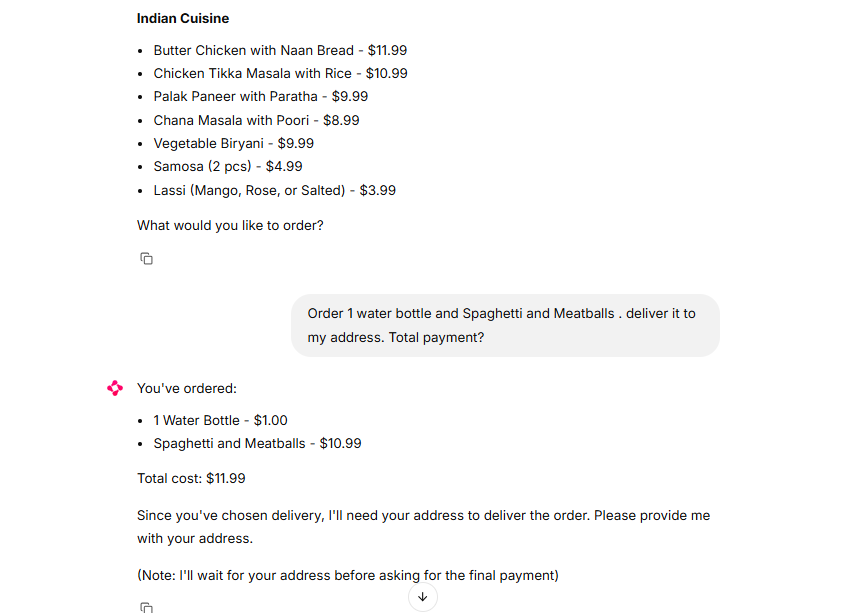 Indian Cuisine
• Butter Chicken with Naan Bread - $11.99
• Chicken Tikka Masala with Rice - $10.99
• Palak Paneer with Paratha - $9.99
• Chana Masala with Poori - $8.99
• Vegetable Biryani - $9.99
• Samosa (2 pcs) - $4.99
• Lassi (Mango, Rose, or Salted) - $3.99
What would you like to order?
Order 1 water bottle and Spaghetti and Meatballs . deliver it to
my address. Total payment?
You've ordered:
• 1 Water Bottle - $1.00
• Spaghetti and Meatballs - $10.99
Total cost: $11.99
Since you've chosen delivery, I'll need your address to deliver the order. Please provide me
with your address.
(Note: I'll wait for your address before asking for the final payment)